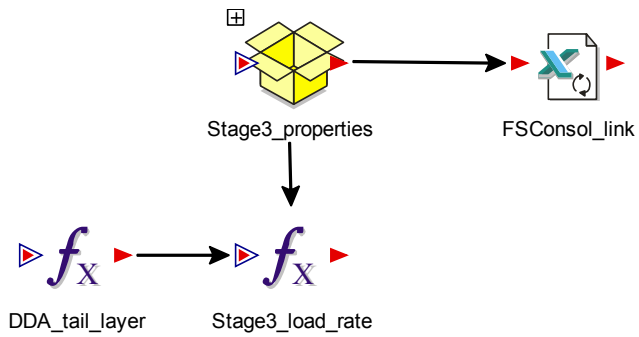 Stage3_properties
FSConsol_link
DDA_tail_layer
Stage3_load_rate